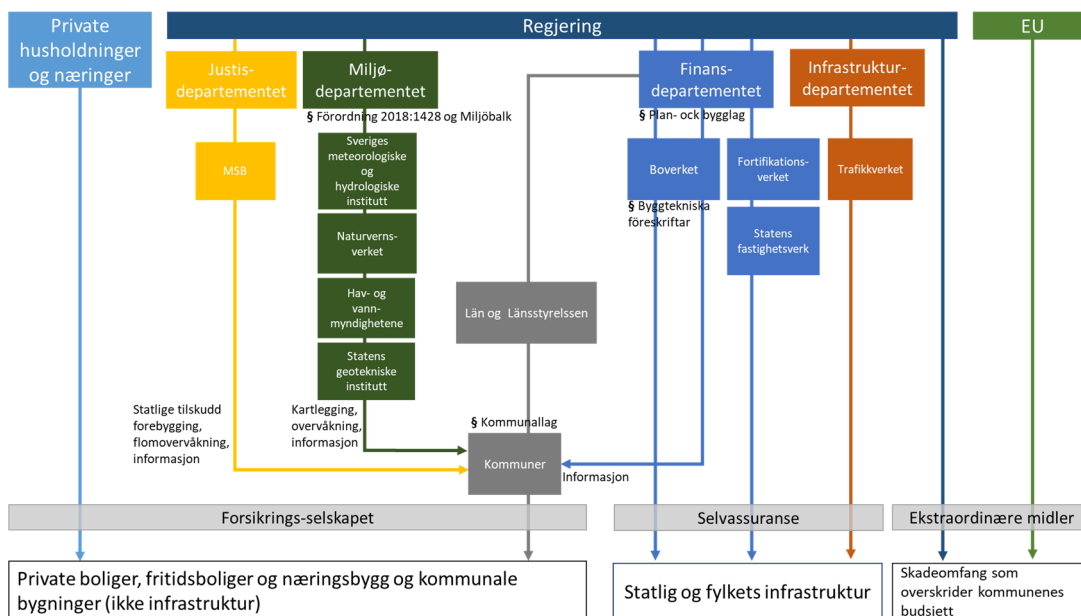 Private
husholdninger
og næringer
Regjering
EU
Justis-
departementet
Miljø-
departementet
Finans-
departementet
Infrastruktur-
departementet
§ Förordning 2018:1428 og Miljöbalk
§ Plan- ock bygglag
MSB
Sveriges
meteorologiske
og
hydrologiske
institutt
Boverket
Fortifikations-
verket
Trafikkverket
§ Byggtekniska
föreskriftar
Naturverns-
verket
Statens
fastighetsverk
Hav- og
vann-
myndighetene
Län og Länsstyrelssen
Statens
geotekniske
institutt
Statlige tilskudd
forebygging,
flomovervåkning,
informasjon
Kartlegging,
overvåkning,
informasjon
§ Kommunallag
Kommuner
Informasjon
Forsikrings-selskapet
Selvassuranse
Ekstraordinære midler
Private boliger, fritidsboliger og næringsbygg og kommunale
bygninger (ikke infrastruktur)
Statlig og fylkets infrastruktur
Skadeomfang som
overskrider kommunenes
budsjett